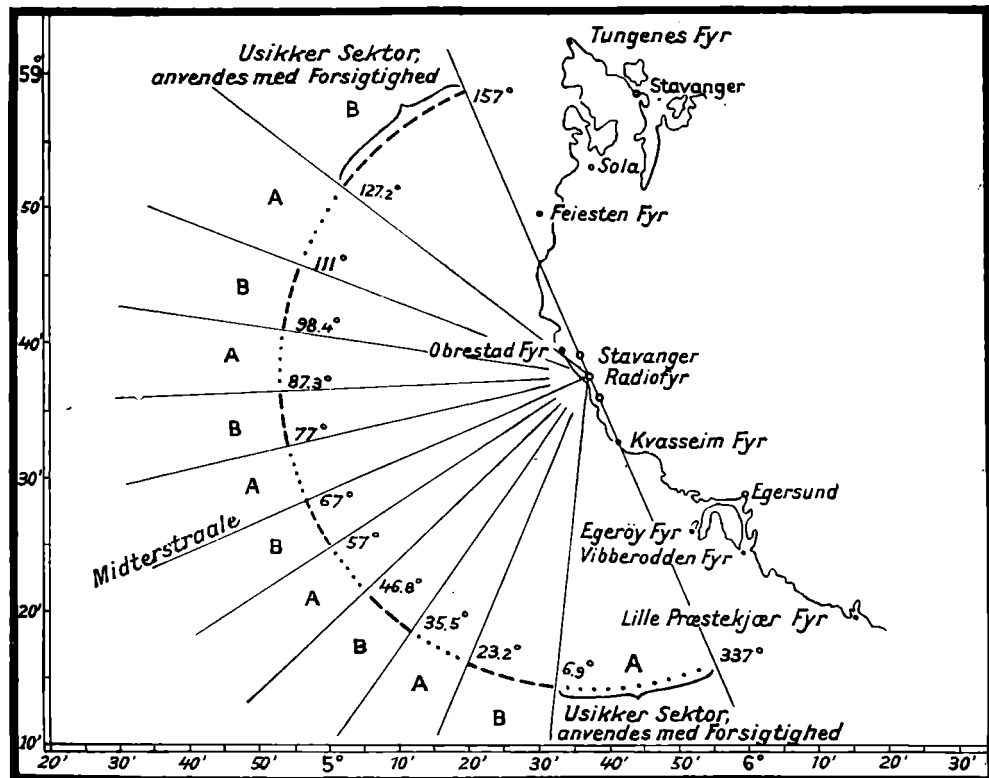 Usikker Sektor,
anvendes med Forsigtighed
157°
B
127.2°
A
111°
B
98.4°
A
87.3°
B
77°
A
67°
Midterstraale
B
57°
A
46.8°
B
35.5°
A
23.2°
B
6.9°
A
337°
Usikker Sektor,
anvendes med Forsigtighed
Tungenes Fyr
Stavanger
Sola
Feiesten Fyr
Obrestad Fyr
Stavanger
Radiofyr
Kvasseim Fyr
Egersund
Egeröy Fyr
Vibberodden Fyr
Lille Præstekjær Fyr
59°
50'
40'
30'
20'
10'
20' 30' 40' 50' 5° 10' 20' 30' 40' 50' 6° 10' 20' 30'